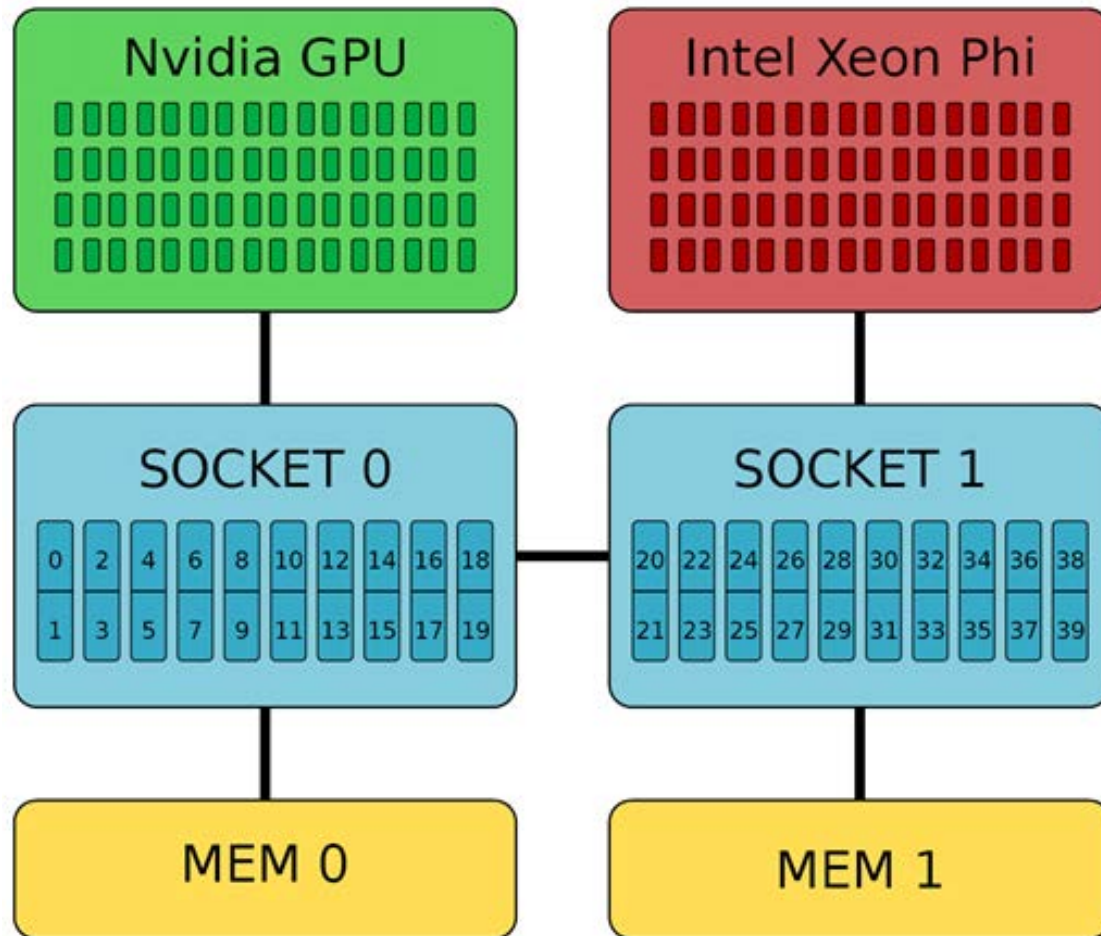 Nvidia GPU
Intel Xeon Phi
SOCKET 0
SOCKET 1
0 2 4 6 8 10 12 14 16 18
1 3 5 7 9 11 13 15 17 19
20 22 24 26 28 30 32 34 36 38
21 23 25 27 29 31 33 35 37 39
MEM 0
MEM 1